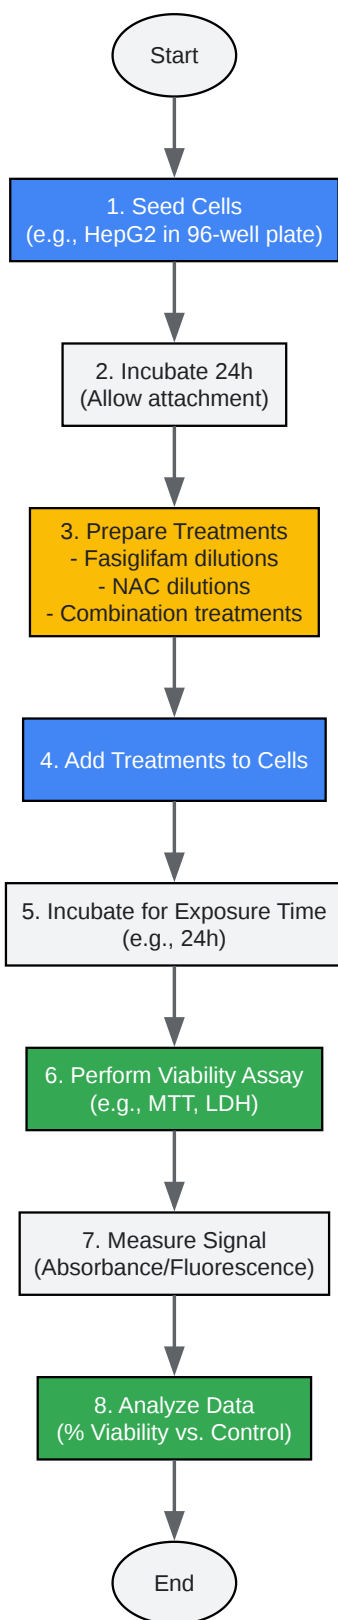 Start
1. Seed Cells
(e.g., HepG2 in 96-well plate)
2. Incubate 24h
(Allow attachment)
3. Prepare Treatments
- Fasiglifam dilutions
- NAC dilutions
- Combination treatments
4. Add Treatments to Cells
5. Incubate for Exposure Time
(e.g., 24h)
6. Perform Viability Assay
(e.g., MTT, LDH)
7. Measure Signal
(Absorbance/Fluorescence)
8. Analyze Data
(% Viability vs. Control)
End